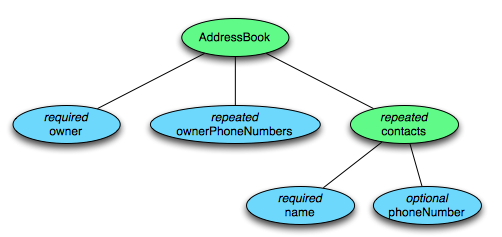 AddressBook
required
owner
repeated
ownerPhoneNumbers
repeated
contacts
required
name
optional
phoneNumber